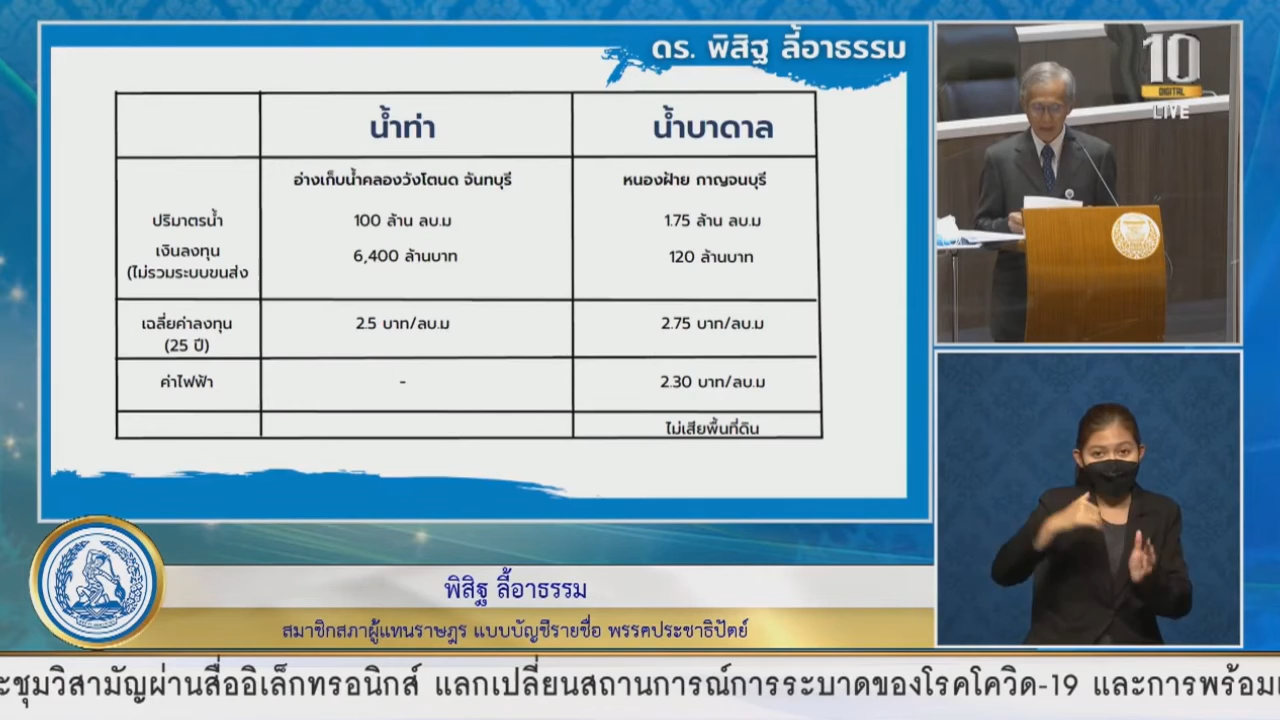 ดร. พิสิฐ ลี้อาธรรม
10
DIGITAL
LIVE
น้ำท่า น้ำบาดาล
อ่างเก็บน้ำคลองวังโตนด จันทบุรี หนองฝ้าย กาญจนบุรี
ปริมาตรน้ำ 100 ล้าน ลบ.ม 1.75 ล้าน ลบ.ม
เงินลงทุน 6,400 ล้านบาท 120 ล้านบาท
(ไม่รวมระบบขนส่ง
เฉลี่ยค่าลงทุน 2.5 บาท/ลบ.ม 2.75 บาท/ลบ.ม
(25 ปี)
ค่าไฟฟ้า - 2.30 บาท/ลบ.ม
ไม่เสียพื้นที่ดิน
พิสิฐ ลี้อาธรรม
สมาชิกสภาผู้แทนราษฎร แบบบัญชีรายชื่อ พรรคประชาธิปัตย์
ะชุมวิสามัญผ่านสื่ออิเล็กทรอนิกส์ แลกเปลี่ยนสถานการณ์การระบาดของโรคโควิด-19 และการพร้อม